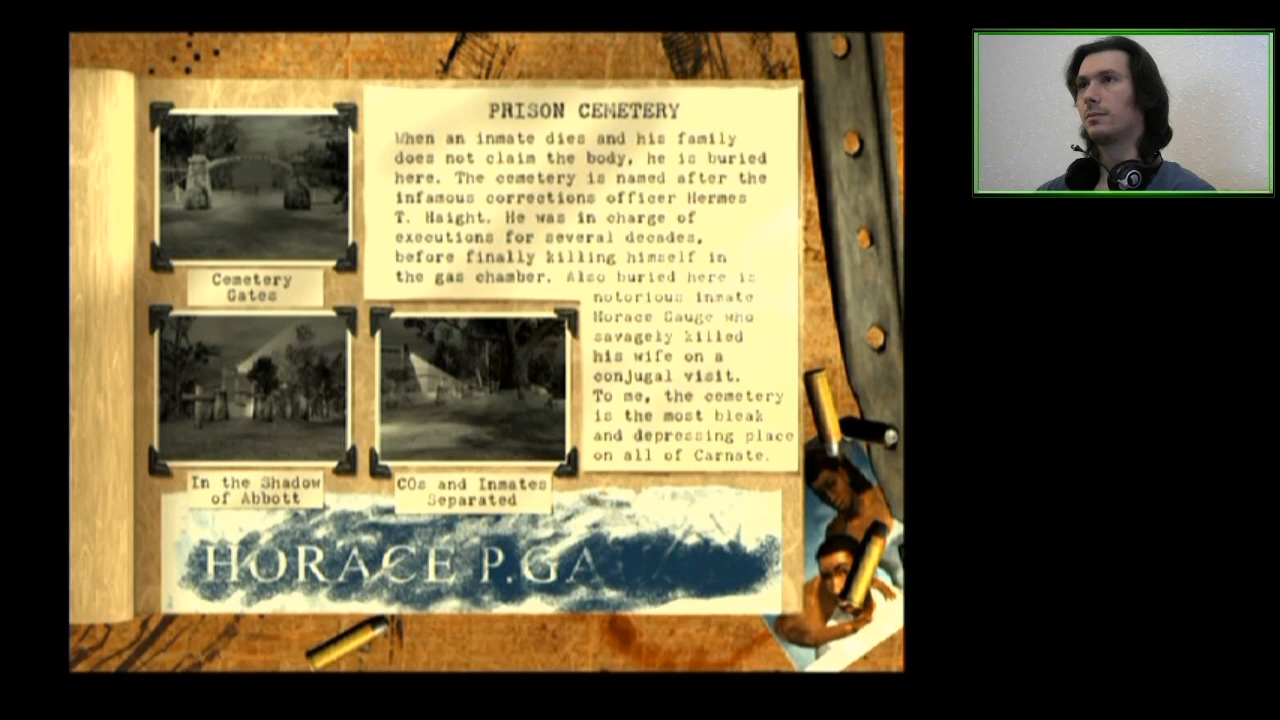 PRISON CEMETERY
When an inmate dies and his family
does not claim the body, he is buried
here. The cemetery is named after the
infamous corrections officer Hermes
T. Haight. He was in charge of
executions for several decades,
before finally killing himself in
the gas chamber. Also buried here is
notorious inmate
Horace Gauge who
savagely killed
his wife on a
conjugal visit.
To me, the cemetery
is the most bleak
and depressing place
on all of Carnate.
Cemetery
Gates
In the Shadow
of Abbott
COs and Inmates
Separated
HORACE P.GA